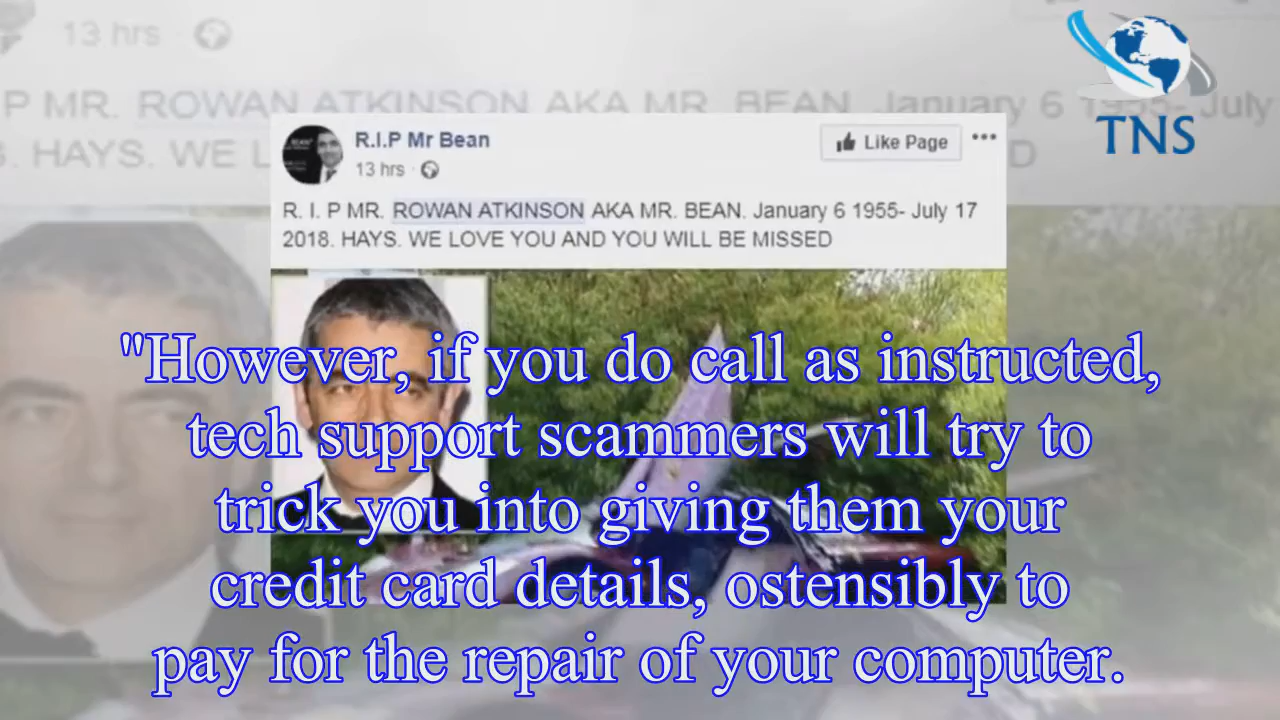 13 hrs
P MR. ROWAN ATKINSON AKA MR. BEAN. January 6 1955- July
. HAYS. WE L
D
TNS
R.I.P Mr Bean
13 hrs ·
Like Page
R. I. P MR. ROWAN ATKINSON AKA MR. BEAN. January 6 1955- July 17
2018. HAYS. WE LOVE YOU AND YOU WILL BE MISSED
"However, if you do call as instructed,
tech support scammers will try to
trick you into giving them your
credit card details, ostensibly to
pay for the repair of your computer.